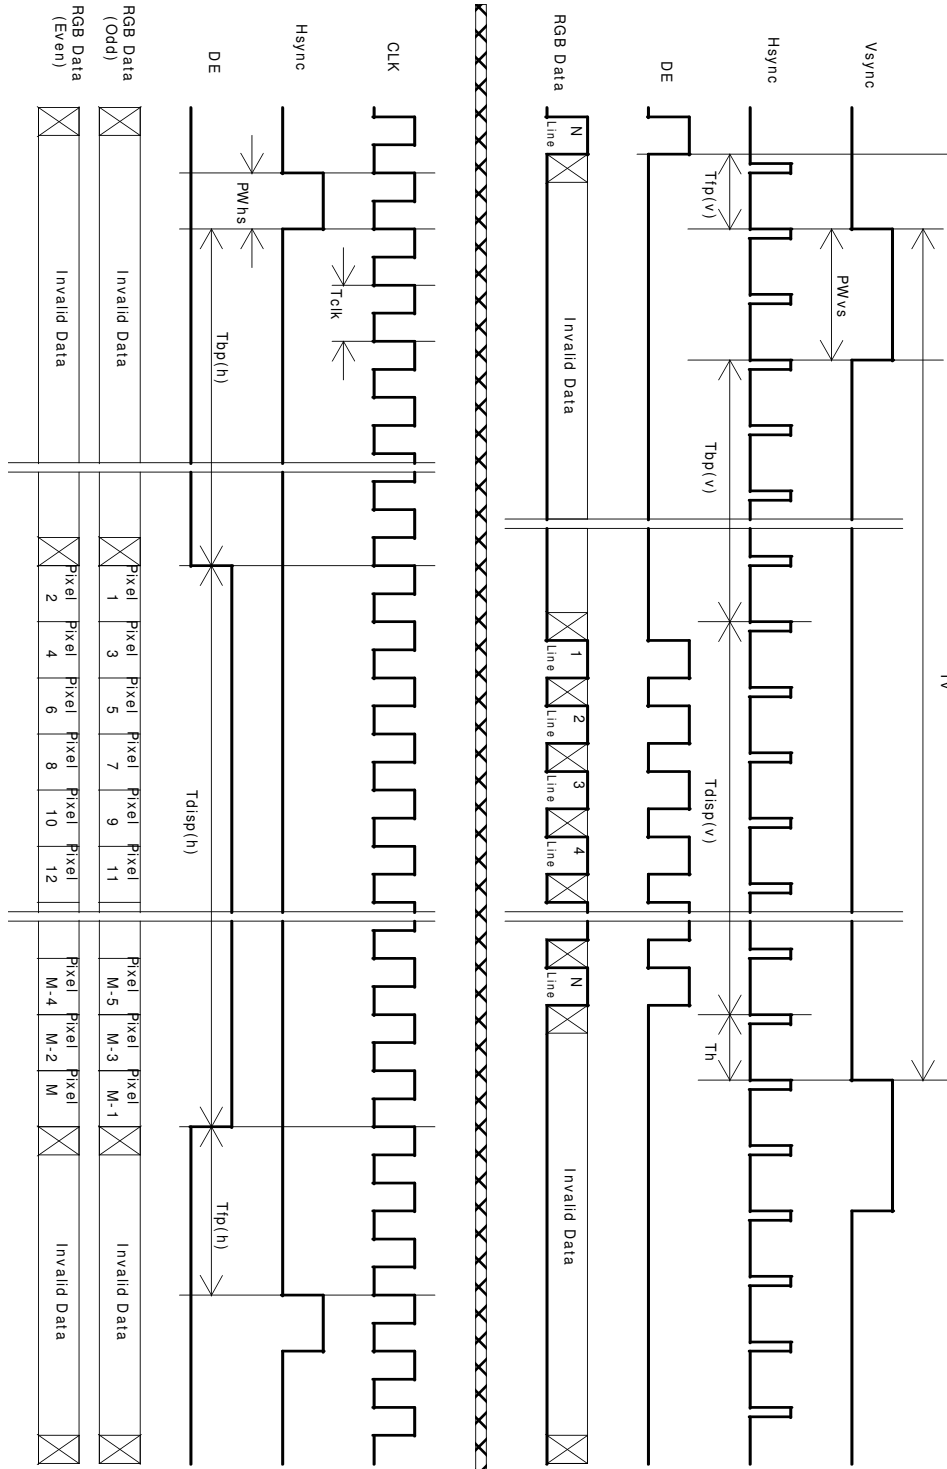 Tv
Vsync
PWvs
Hsync
Tfp(v)
Tbp(v)
Tdisp(v)
Th
DE
RGB Data
Line N
Invalid Data
Line 1
Line 2
Line 3
Line 4
Line N
Invalid Data
CLK
Tclk
Hsync
PWhs
DE
Tbp(h)
Tdisp(h)
Tfp(h)
RGB Data
(Odd)
Invalid Data
Pixel 1
Pixel 3
Pixel 5
Pixel 7
Pixel 9
Pixel 11
Pixel M-5
Pixel M-3
Pixel M-1
Invalid Data
RGB Data
(Even)
Invalid Data
Pixel 2
Pixel 4
Pixel 6
Pixel 8
Pixel 10
Pixel 12
Pixel M-4
Pixel M-2
Pixel M
Invalid Data